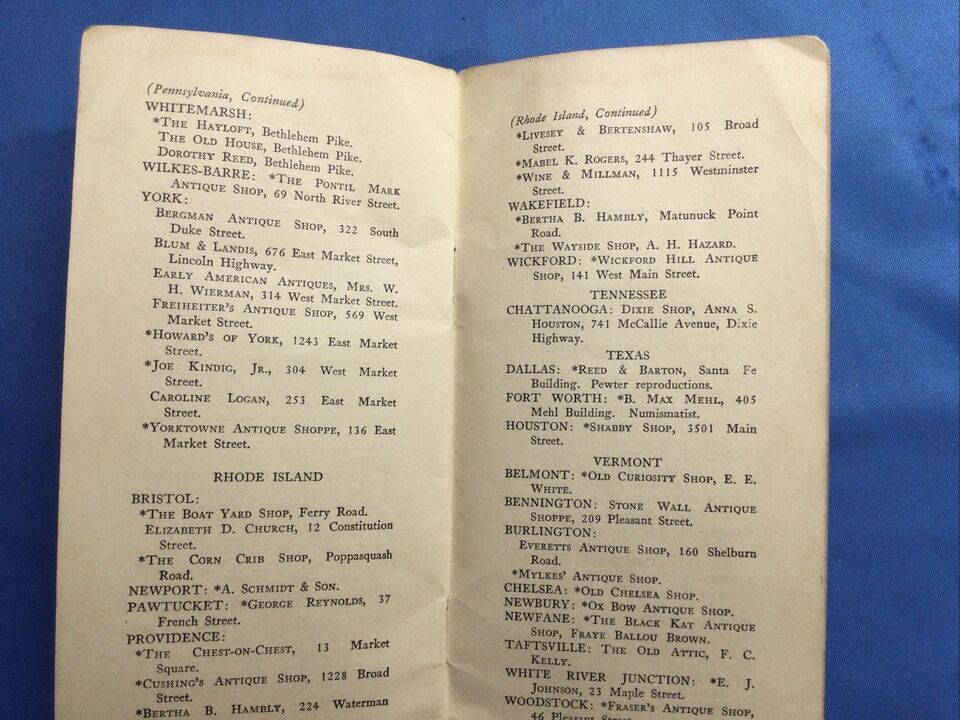 (Pennsylvania, Continued)
WHITEMARSH:
*The Hayloft, Bethlehem Pike.
The Old House, Bethlehem Pike.
Dorothy Reed, Bethlehem Pike.
WILKES-BARRE: *The Pontil Mark
Antique Shop, 69 North River Street.
YORK:
Bergman Antique Shop, 322 South
Duke Street.
Blum & Landis, 676 East Market Street,
Lincoln Highway.
Early American Antiques, Mrs. W.
H. Wierman, 314 West Market Street.
Freiheiter's Antique Shop, 569 West
Market Street.
*Howard's of York, 1243 East Market
Street.
*Joe Kindig, Jr., 304 West Market
Street.
Caroline Logan, 253 East Market
Street.
*Yorktowne Antique Shoppe, 136 East
Market Street.
RHODE ISLAND
BRISTOL:
*The Boat Yard Shop, Ferry Road.
Elizabeth D. Church, 12 Constitution
Street.
*The Corn Crib Shop, Poppasquash
Road.
NEWPORT: *A. Schmidt & Son.
PAWTUCKET: *George Reynolds, 37
French Street.
PROVIDENCE:
*The Chest-on-Chest, 13 Market
Square.
*Cushing's Antique Shop, 1228 Broad
Street.
*Bertha B. Hambly, 224 Waterman
(Rhode Island, Continued)
*Livesey & Bertenshaw, 105 Broad
Street.
*Mabel K. Rogers, 244 Thayer Street.
*Wine & Millman, 1115 Westminster
Street.
WAKEFIELD:
*Bertha B. Hambly, Matunuck Point
Road.
*The Wayside Shop, A. H. Hazard.
WICKFORD: *Wickford Hill Antique
Shop, 141 West Main Street.
TENNESSEE
CHATTANOOGA: Dixie Shop, Anna S.
Houston, 741 McCallie Avenue, Dixie
Highway.
TEXAS
DALLAS: *Reed & Barton, Santa Fe
Building. Pewter reproductions.
FORT WORTH: *B. Max Mehl, 405
Mehl Building. Numismatist.
HOUSTON: *Shabby Shop, 3501 Main
Street.
VERMONT
BELMONT: *Old Curiosity Shop, E. E.
White.
BENNINGTON: Stone Wall Antique
Shoppe, 209 Pleasant Street.
BURLINGTON:
Everetts Antique Shop, 160 Shelburn
Road.
*Mylkes' Antique Shop.
CHELSEA: *Old Chelsea Shop.
NEWBURY: *Ox Bow Antique Shop.
NEWFANE: *The Black Kat Antique
Shop, Fraye Ballou Brown.
TAFTSVILLE: The Old Attic, F. C.
Kelly.
WHITE RIVER JUNCTION: *E. J.
Johnson, 23 Maple Street.
WOODSTOCK: *Fraser's Antique Shop,
46 Pleasant Street.